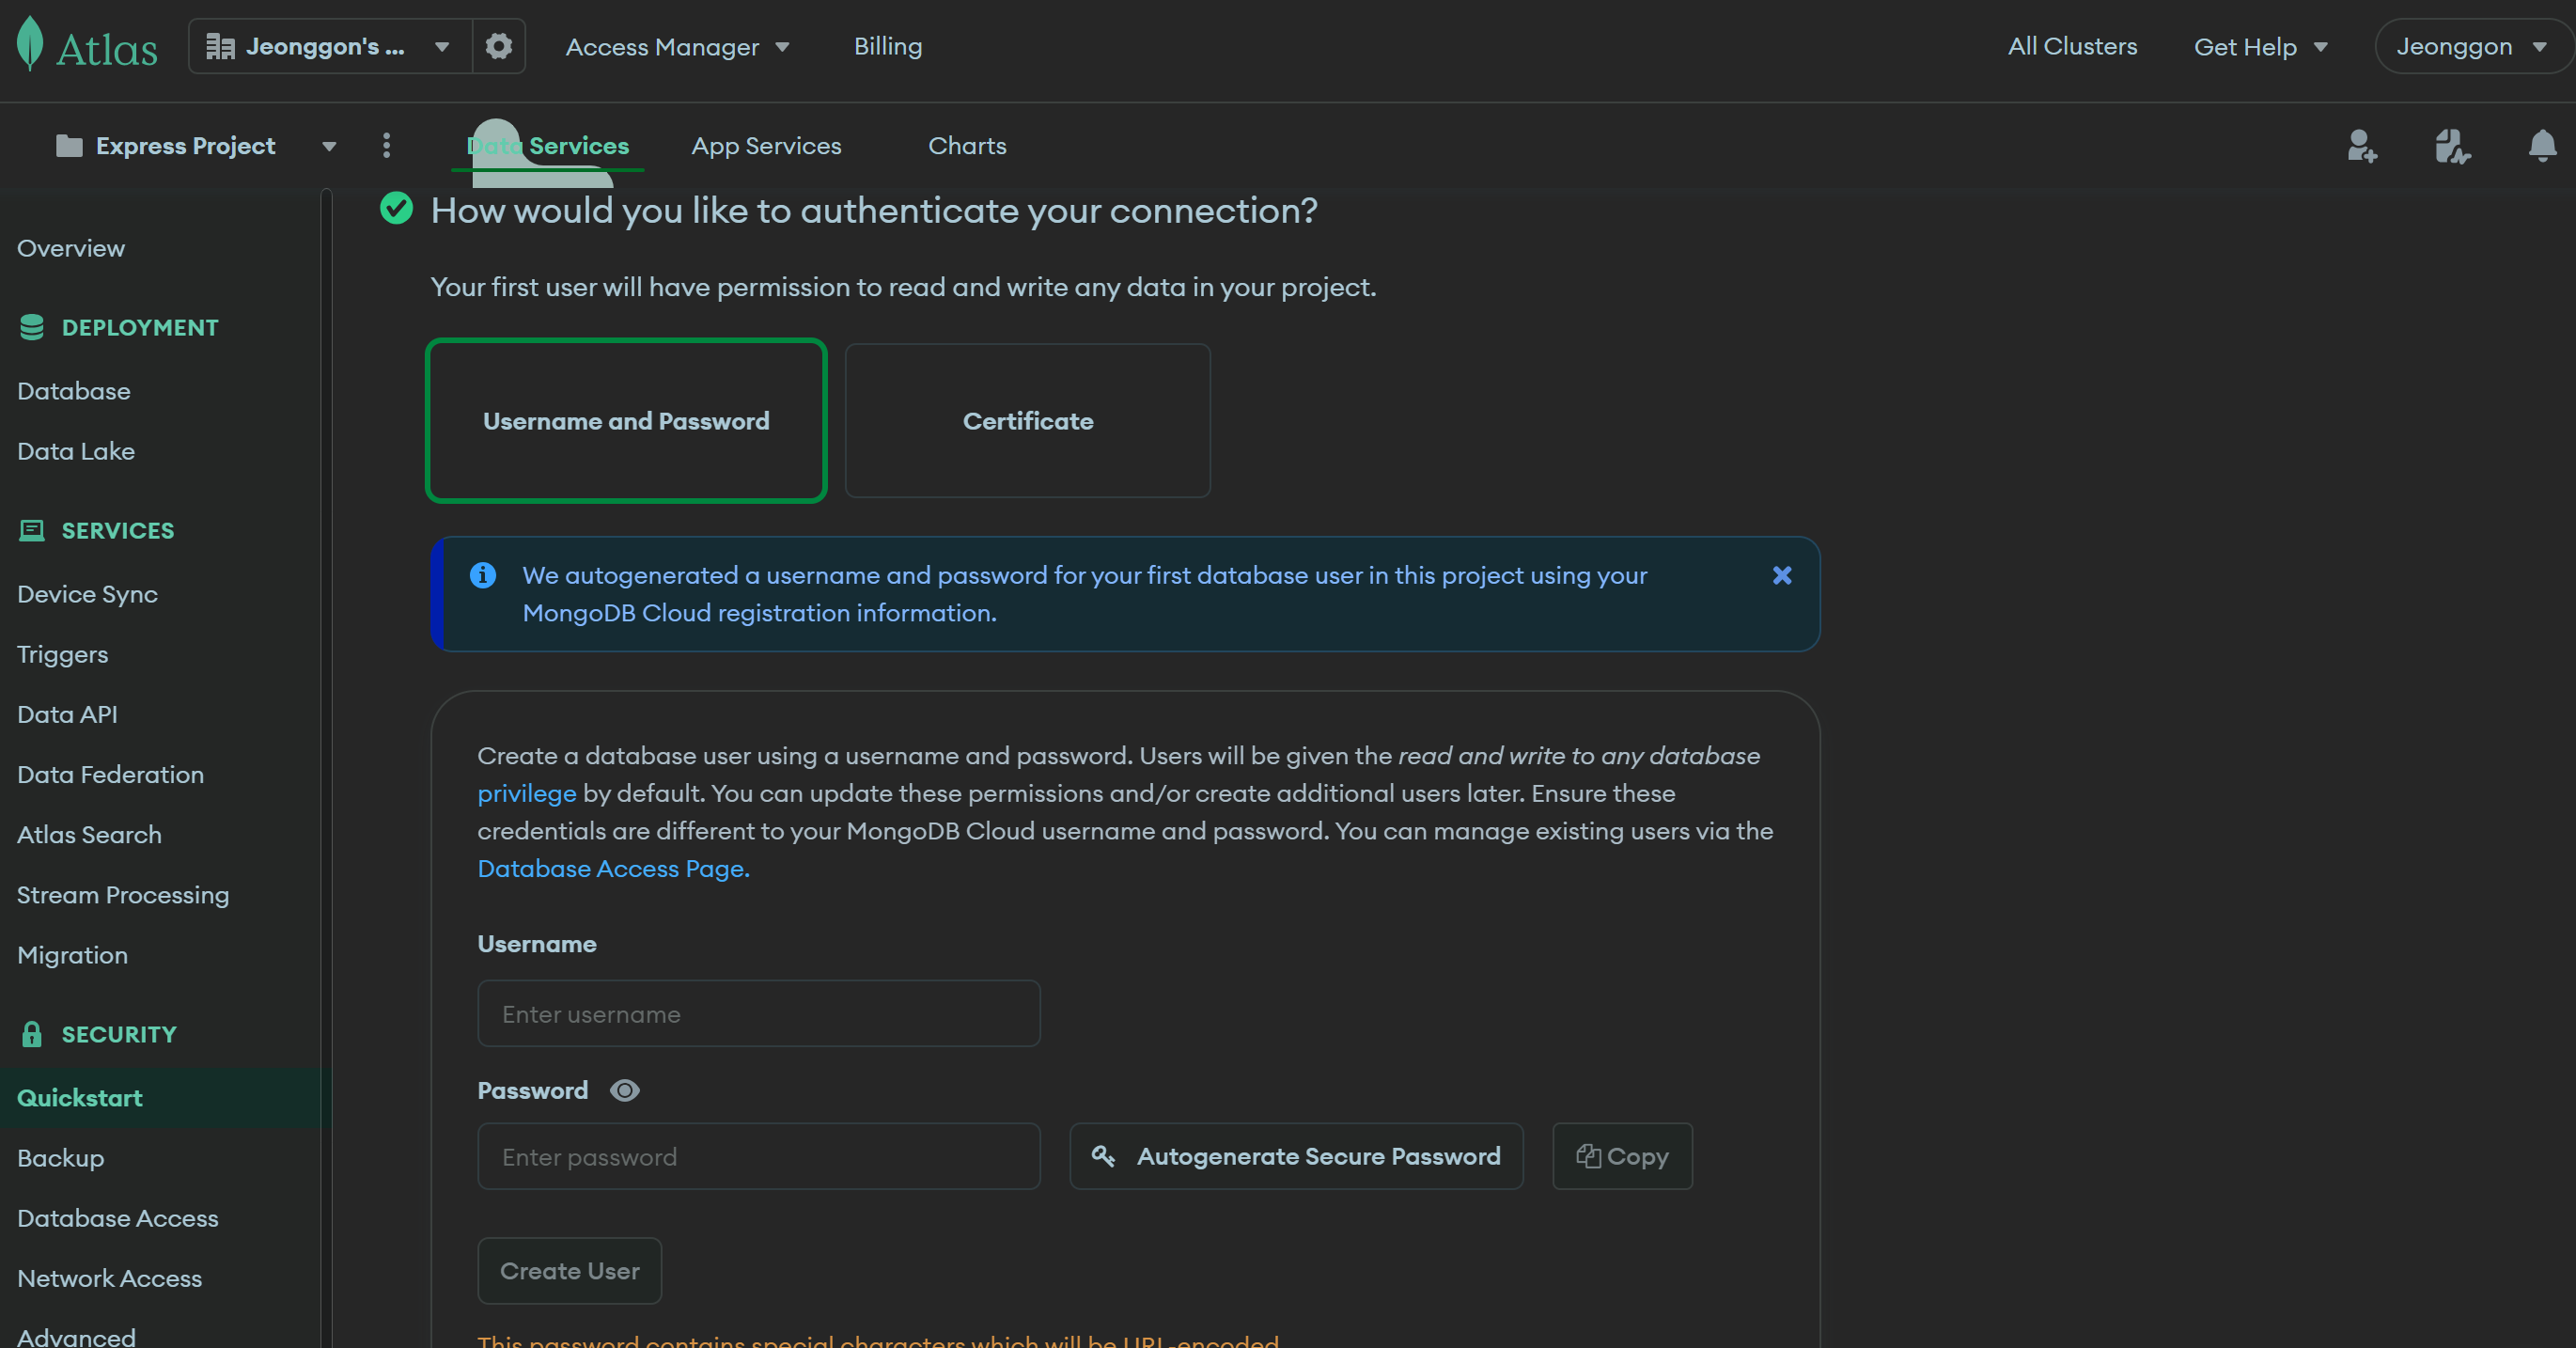 Atlas
Jeonggon's ...
Access Manager
Billing
All Clusters
Get Help
Jeonggon
Express Project
Data Services
App Services
Charts
Overview
DEPLOYMENT
Database
Data Lake
SERVICES
Device Sync
Triggers
Data API
Data Federation
Atlas Search
Stream Processing
Migration
SECURITY
Quickstart
Backup
Database Access
Network Access
Advanced
How would you like to authenticate your connection?
Your first user will have permission to read and write any data in your project.
Username and Password
Certificate
We autogenerated a username and password for your first database user in this project using your
MongoDB Cloud registration information.
Create a database user using a username and password. Users will be given the read and write to any database
privilege by default. You can update these permissions and/or create additional users later. Ensure these
credentials are different to your MongoDB Cloud username and password. You can manage existing users via the
Database Access Page.
Username
Enter username
Password
Enter password
Autogenerate Secure Password
Copy
Create User
This password contains special characters which will be URL-encoded